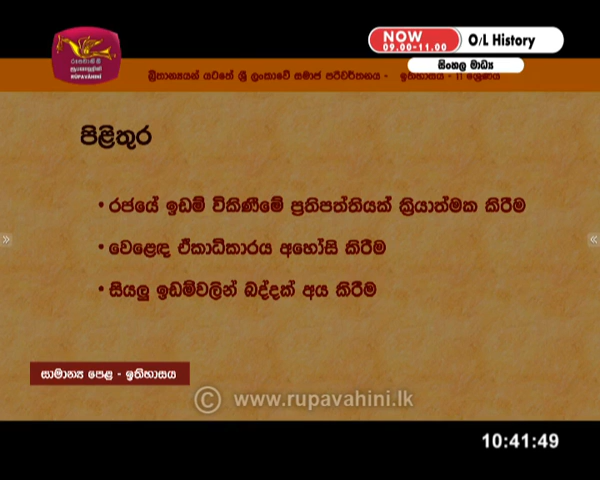 NOW
09.00-11.00
O/L History
සිංහල මාධ්‍ය
රූපවාහිනී
RUPAVAHINI
බ්‍රිතාන්‍යයන් යටතේ ශ්‍රී ලංකාවේ සමාජ පරිවර්තනය - ඉතිහාසය - 11 ශ්‍රේණිය
පිළිතුර
• රජයේ ඉඩම් විකිණීමේ ප්‍රතිපත්තියක් ක්‍රියාත්මක කිරීම
• වෙළෙඳ ඒකාධිකාරය අහෝසි කිරීම
• සියලු ඉඩම්වලින් බද්දක් අය කිරීම
සාමාන්‍ය පෙළ - ඉතිහාසය
© www.rupavahini.lk
10:41:49